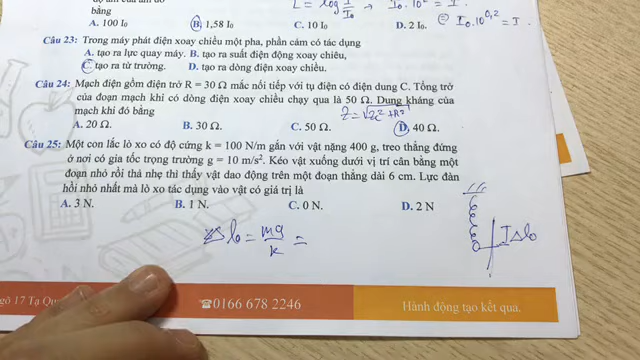 bằng
A. 100 I₀ B. 1,58 I₀ C. 10 I₀ D. 2 I₀.
L = log I/I₀ → I₀.10 = I.
I₀.10^0,2 = I
Câu 23: Trong máy phát điện xoay chiều một pha, phần cảm có tác dụng
A. tạo ra lực quay máy. B. tạo ra suất điện động xoay chiều,
C. tạo ra từ trường. D. tạo ra dòng điện xoay chiều.
Câu 24: Mạch điện gồm điện trở R = 30 Ω mắc nối tiếp với tụ điện có điện dung C. Tổng trở
của đoạn mạch khi có dòng điện xoay chiều chạy qua là 50 Ω. Dung kháng của
mạch khi đó bằng
A. 20 Ω. B. 30 Ω. C. 50 Ω. D. 40 Ω.
Câu 25: Một con lắc lò xo có độ cứng k = 100 N/m gắn với vật nặng 400 g, treo thẳng đứng
ở nơi có gia tốc trọng trường g = 10 m/s². Kéo vật xuống dưới vị trí cân bằng một
đoạn nhỏ rồi thả nhẹ thì thấy vật dao động trên một đoạn thẳng dài 6 cm. Lực đàn
hồi nhỏ nhất mà lò xo tác dụng vào vật có giá trị là
A. 3 N. B. 1 N. C. 0 N. D. 2 N
Δl₀ = mg/k =
Δl₀
gõ 17 Tạ Qu
☎0166 678 2246
Hành động tạo kết quả.